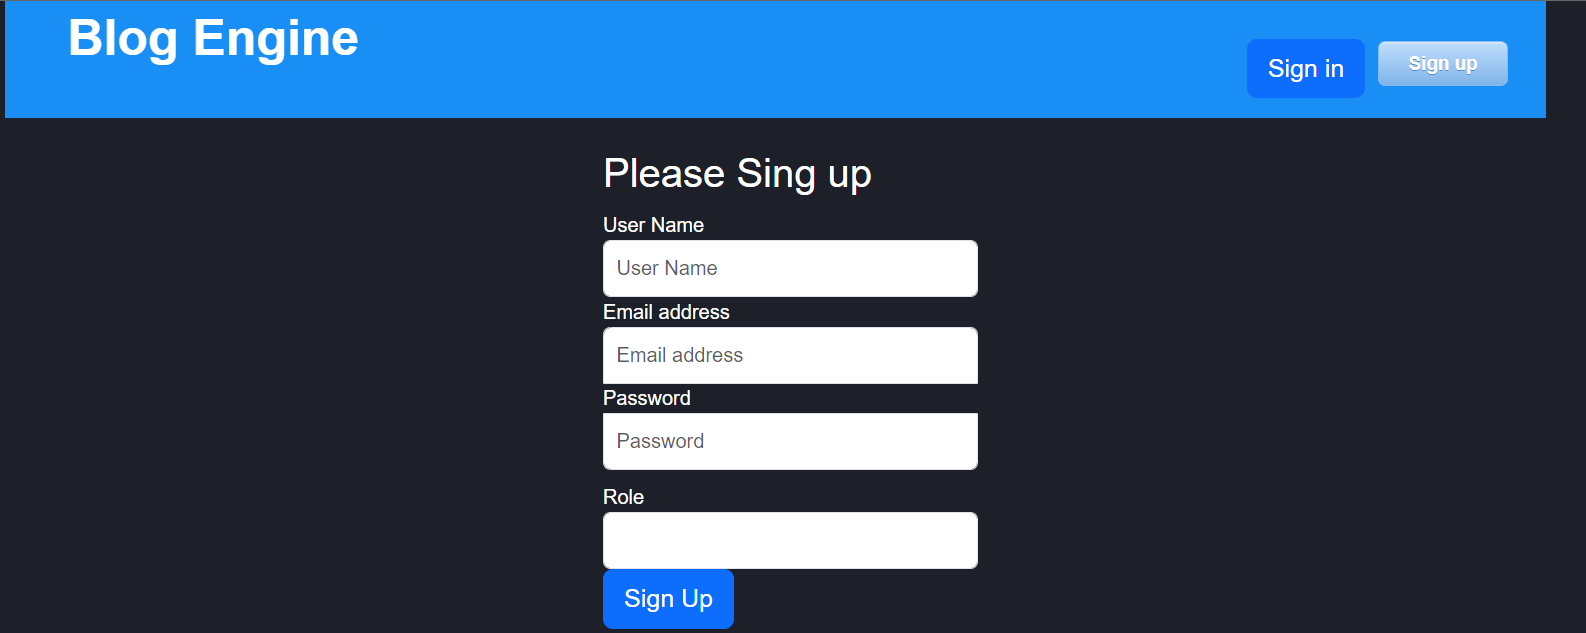 Blog Engine
Sign in
Sign up
Please Sing up
User Name
User Name
Email address
Email address
Password
Password
Role
Sign Up